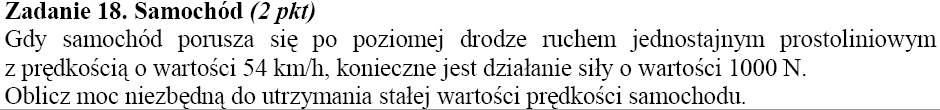 Zadanie 18. Samochód (2 pkt)
Gdy samochód porusza się po poziomej drodze ruchem jednostajnym prostoliniowym
z prędkością o wartości 54 km/h, konieczne jest działanie siły o wartości 1000 N.
Oblicz moc niezbędną do utrzymania stałej wartości prędkości samochodu.